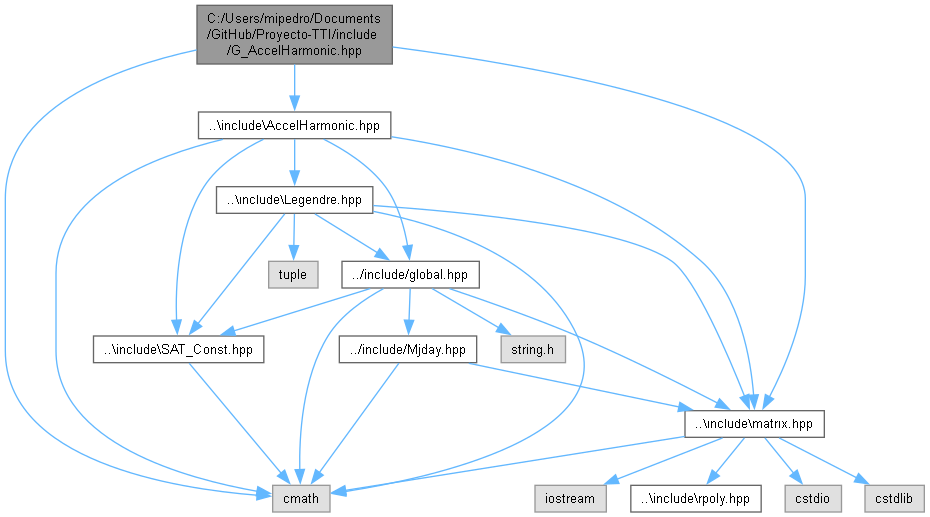 C:/Users/mipedro/Documents
/GitHub/Proyecto-TTI/include
/G_AccelHarmonic.hpp
..\include\AccelHarmonic.hpp
..\include\Legendre.hpp
tuple
../include/global.hpp
..\include\SAT_Const.hpp
../include/Mjday.hpp
string.h
..\include\matrix.hpp
cmath
iostream
..\include\rpoly.hpp
cstdio
cstdlib